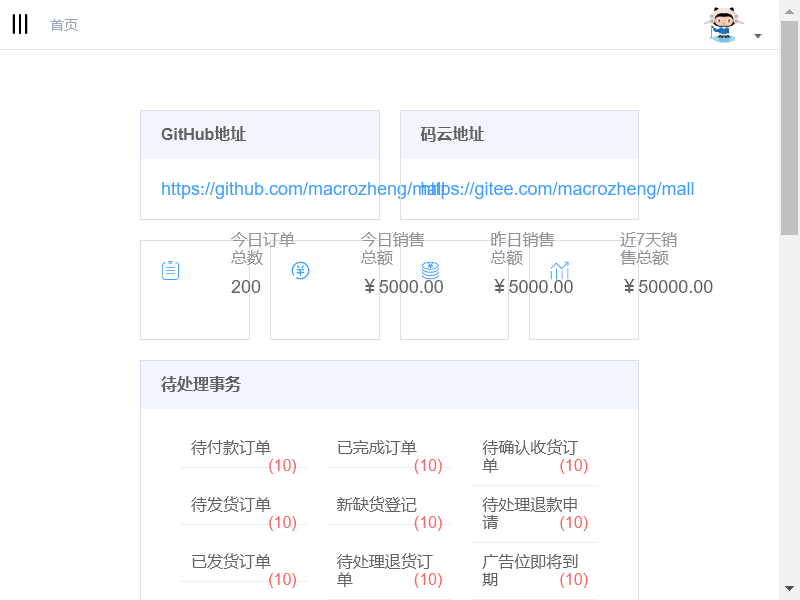 首页
GitHub地址
码云地址
https://github.com/macrozheng/mall
https://gitee.com/macrozheng/mall
今日订单
总数
200
今日销售
总额
￥5000.00
昨日销售
总额
￥5000.00
近7天销
售总额
￥50000.00
待处理事务
待付款订单
(10)
已完成订单
(10)
待确认收货订
单
(10)
待发货订单
(10)
新缺货登记
(10)
待处理退款申
请
(10)
已发货订单
(10)
待处理退货订
单
(10)
广告位即将到
期
(10)